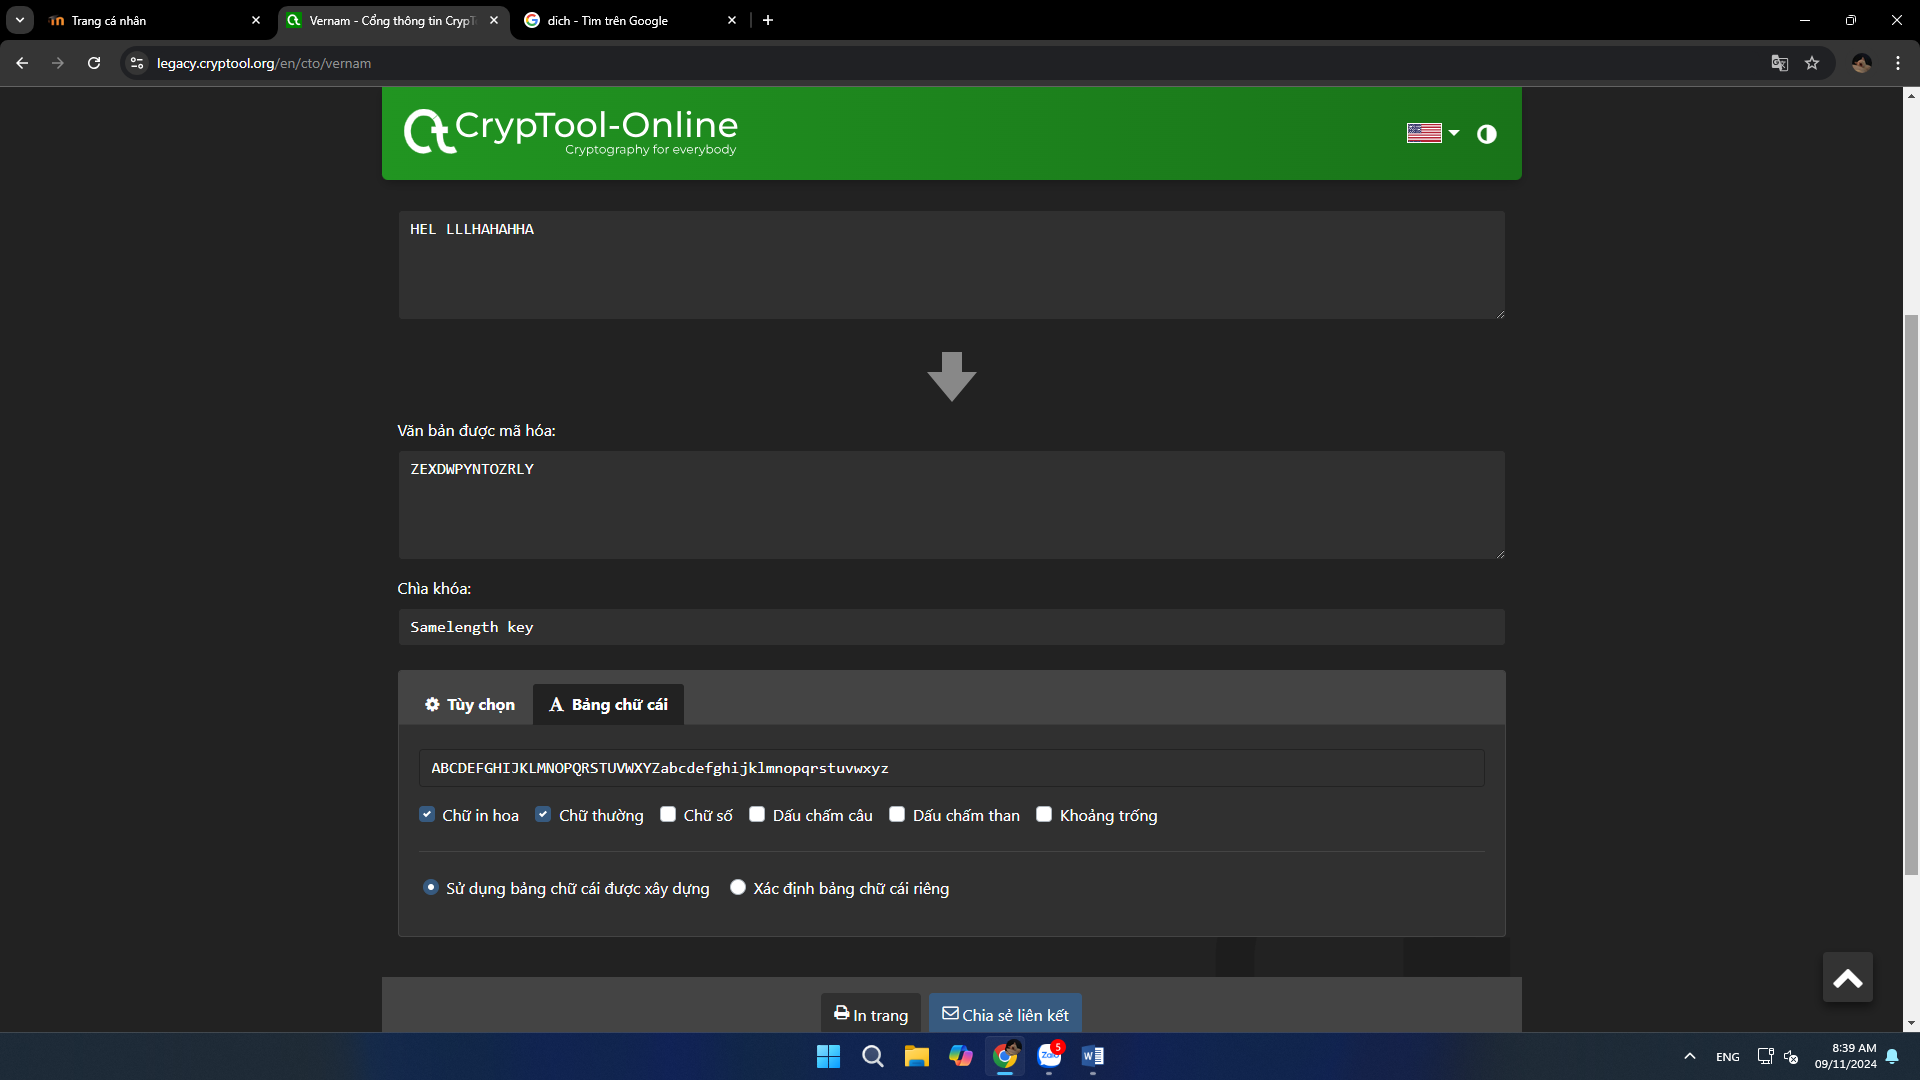 Trang cá nhân
Vernam - Cổng thông tin CrypT
dich - Tìm trên Google
legacy.cryptool.org/en/cto/vernam
CrypTool-Online
Cryptography for everybody
HEL LLLHAHAHHA
Văn bản được mã hóa:
ZEXDWPYNTOZRLY
Chìa khóa:
Samelength key
Tùy chọn
A Bảng chữ cái
ABCDEFGHIJKLMNOPQRSTUVWXYZabcdefghijklmnopqrstuvwxyz
Chữ in hoa Chữ thường Chữ số Dấu chấm câu Dấu chấm than Khoảng trống
Sử dụng bảng chữ cái được xây dựng Xác định bảng chữ cái riêng
In trang Chia sẻ liên kết
Zalo 5
ENG
8:39 AM
09/11/2024